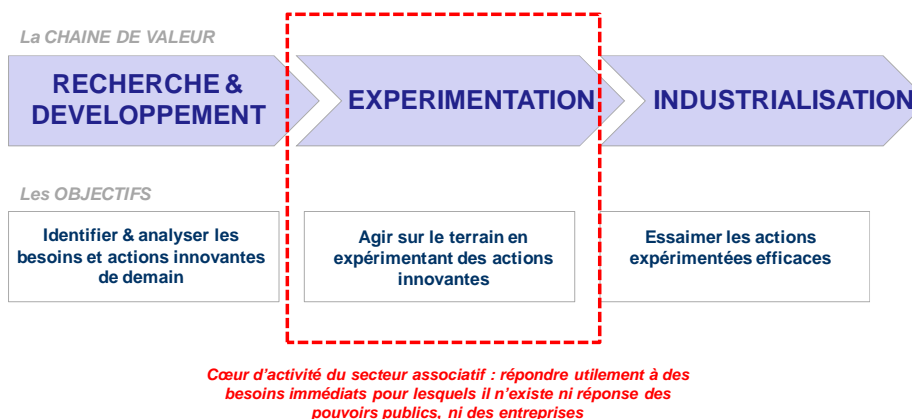 La CHAINE DE VALEUR
RECHERCHE &
DEVELOPPEMENT
EXPERIMENTATION
INDUSTRIALISATION
Les OBJECTIFS
Identifier & analyser les
besoins et actions innovantes
de demain
Agir sur le terrain en
expérimentant des actions
innovantes
Essaimer les actions
expérimentées efficaces
Cœur d'activité du secteur associatif : répondre utilement à des
besoins immédiats pour lesquels il n'existe ni réponse des
pouvoirs publics, ni des entreprises